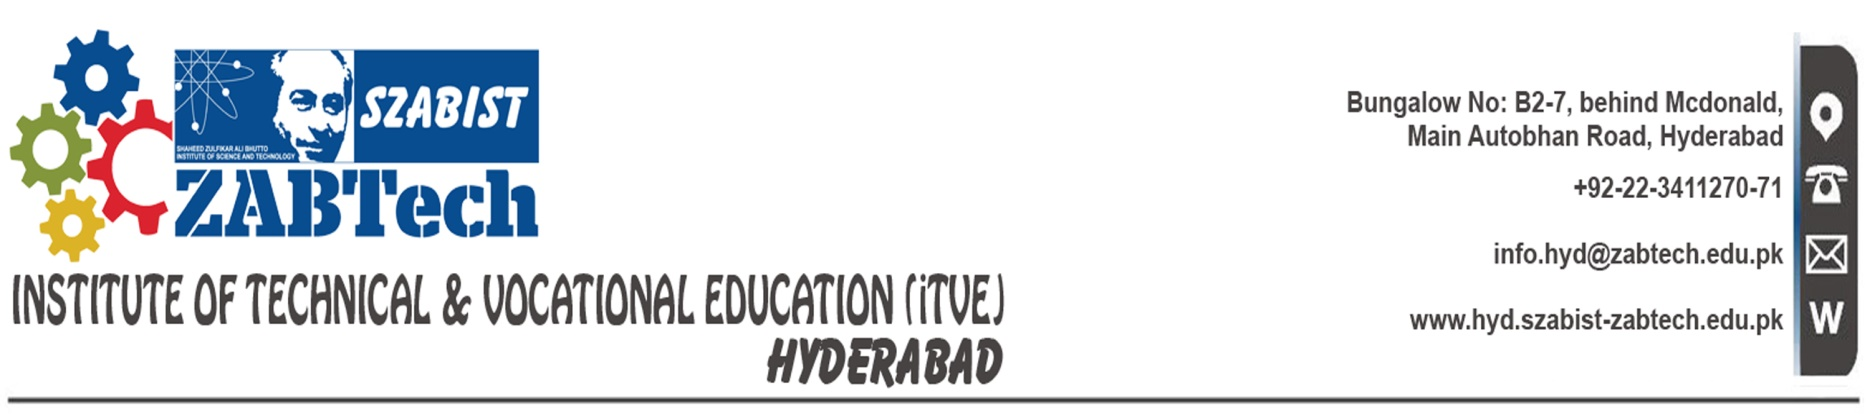 SZABIST
SHAHEED ZULFIKAR ALI BHUTTO
INSTITUTE OF SCIENCE AND TECHNOLOGY
ZABTech
INSTITUTE OF TECHNICAL & VOCATIONAL EDUCATION (iTVE)
HYDERABAD
Bungalow No: B2-7, behind Mcdonald,
Main Autobhan Road, Hyderabad
+92-22-3411270-71
info.hyd@zabtech.edu.pk
www.hyd.szabist-zabtech.edu.pk
W